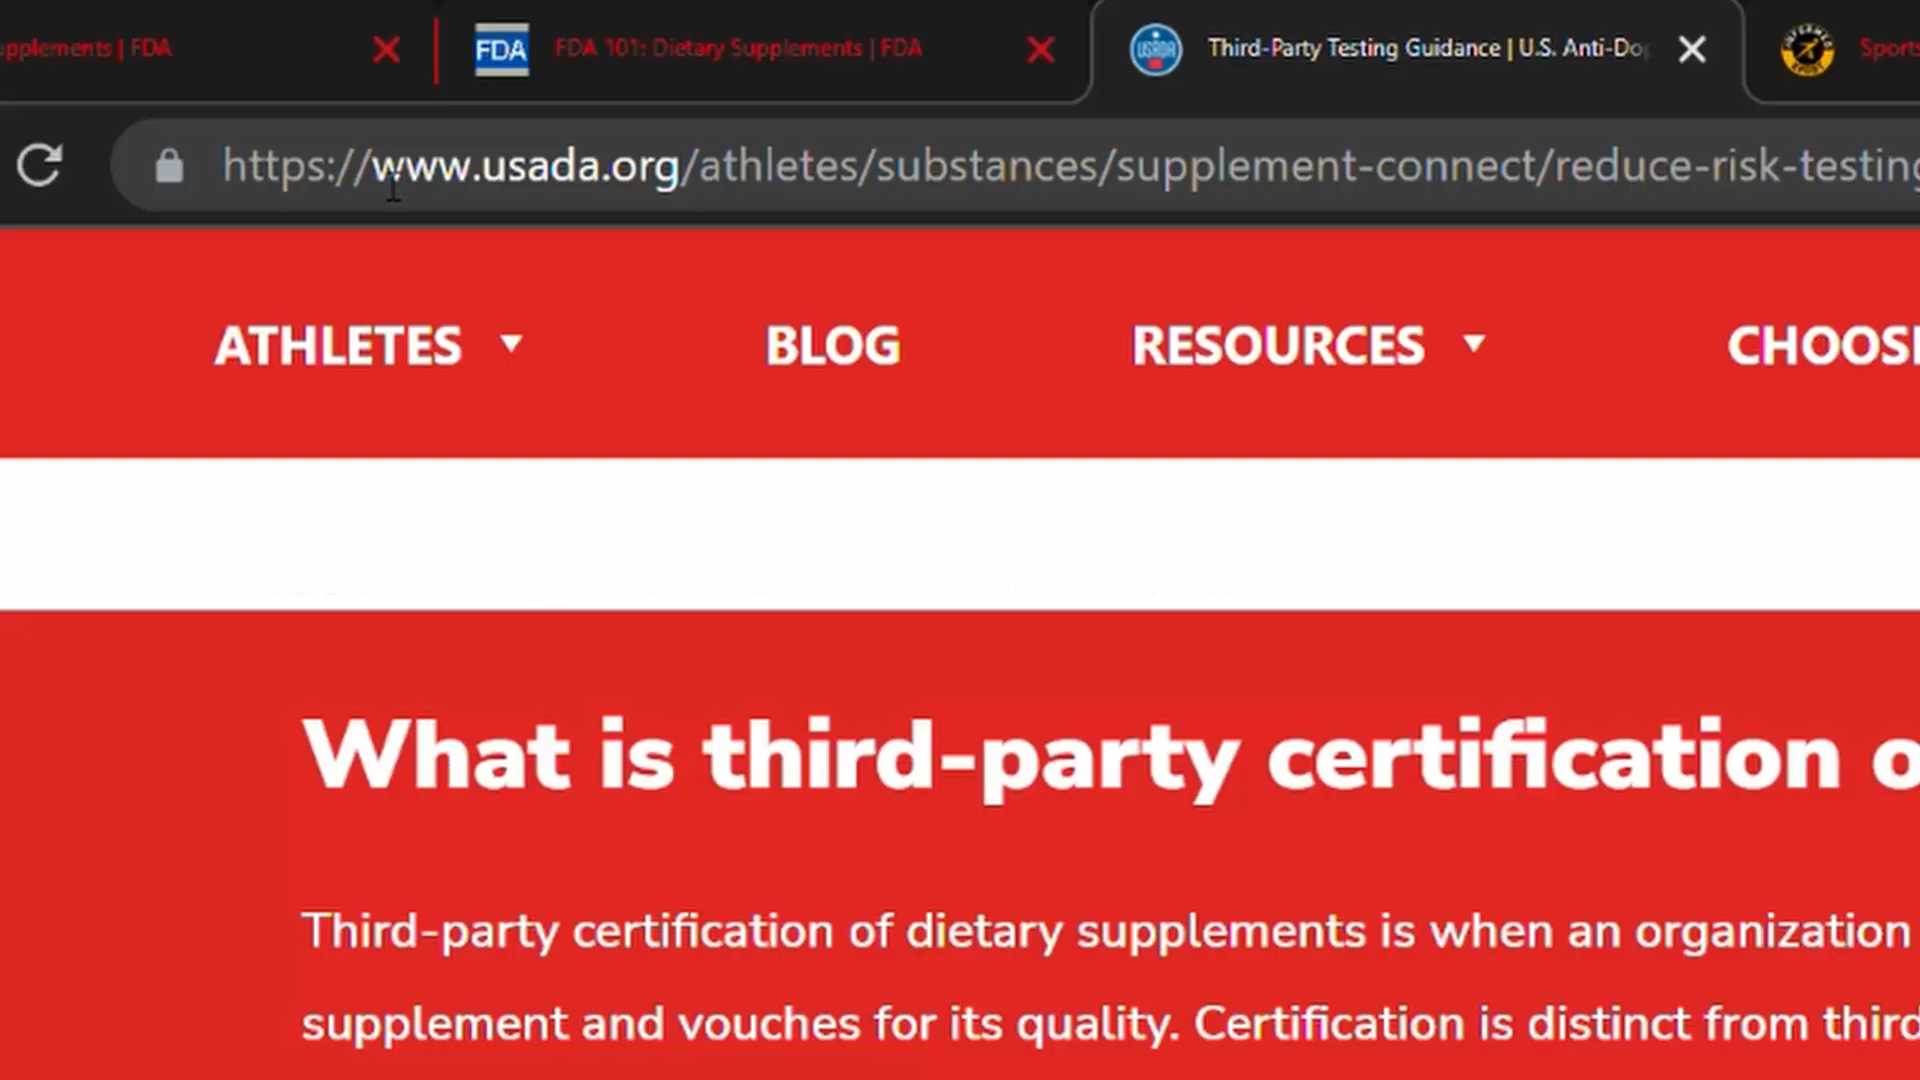 pplements | FDA
FDA
FDA 101: Dietary Supplements | FDA
USADA
Third-Party Testing Guidance | U.S. Anti-Do
Sports
https://www.usada.org/athletes/substances/supplement-connect/reduce-risk-testing
ATHLETES
BLOG
RESOURCES
CHOOSE
What is third-party certification o
Third-party certification of dietary supplements is when an organization
supplement and vouches for its quality. Certification is distinct from third